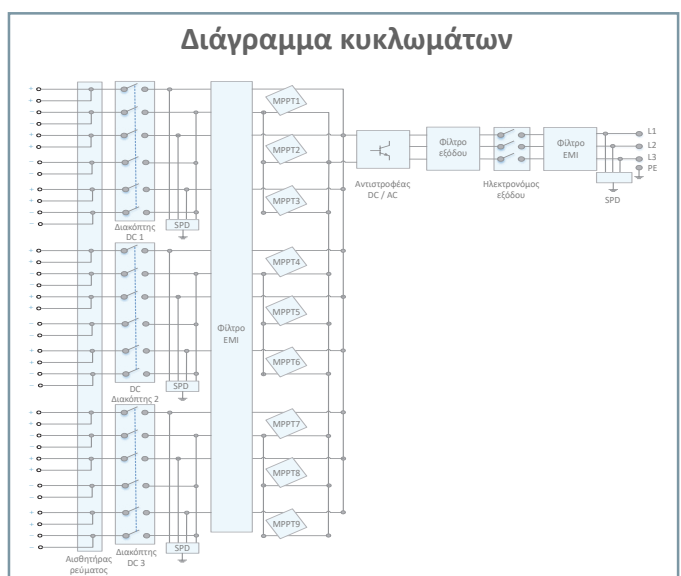 Διάγραμμα κυκλωμάτων
MPPT1
MPPT2
MPPT3
SPD
Διακόπτης
DC 1
MPPT4
MPPT5
MPPT6
SPD
DC
Διακόπτης 2
Φίλτρο
EMI
MPPT7
MPPT8
MPPT9
SPD
Αισθητήρας
ρεύματος
Διακόπτης
DC 3
Αντιστροφέας
DC / AC
Φίλτρο
εξόδου
Ηλεκτρονόμος
εξόδου
Φίλτρο
EMI
L1
L2
L3
PE
SPD